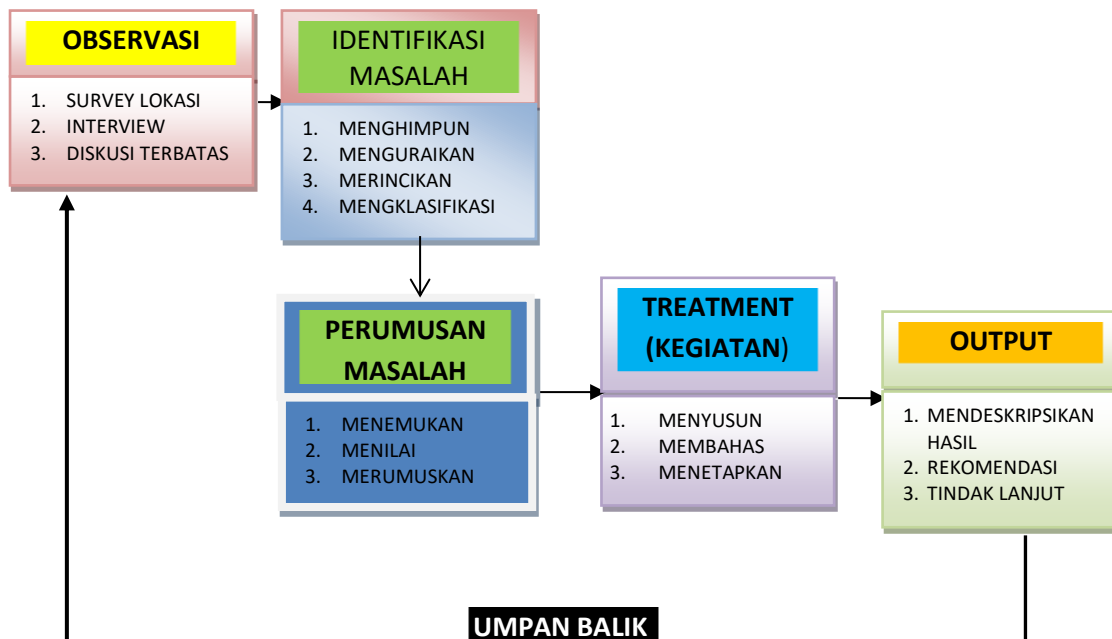 OBSERVASI
1. SURVEY LOKASI
2. INTERVIEW
3. DISKUSI TERBATAS
IDENTIFIKASI
MASALAH
1. MENGHIMPUN
2. MENGURAIKAN
3. MERINCIKAN
4. MENGKLASIFIKASI
PERUMUSAN
MASALAH
1. MENEMUKAN
2. MENILAI
3. MERUMUSKAN
TREATMENT
(KEGIATAN)
1. MENYUSUN
2. MEMBAHAS
3. MENETAPKAN
OUTPUT
1. MENDESKRIPSIKAN
HASIL
2. REKOMENDASI
3. TINDAK LANJUT
UMPAN BALIK